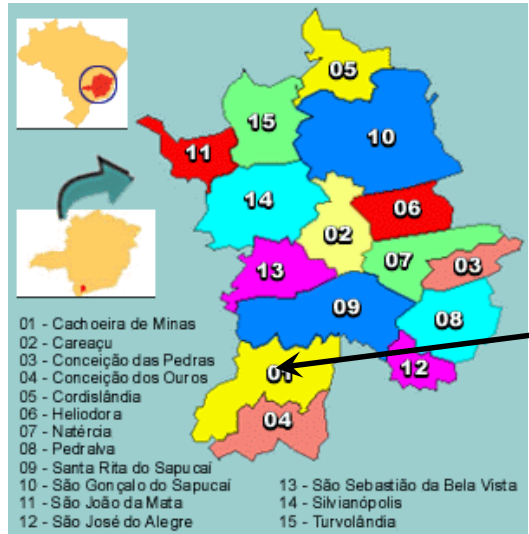 05
15
10
11
14
06
02
07
03
13
09
08
01
12
04
01 - Cachoeira de Minas
02 - Careaçu
03 - Conceição das Pedras
04 - Conceição dos Ouros
05 - Cordislândia
06 - Heliodora
07 - Natércia
08 - Pedralva
09 - Santa Rita do Sapucaí
10 - São Gonçalo do Sapucaí
11 - São João da Mata
12 - São José do Alegre
13 - São Sebastião da Bela Vista
14 - Silvianópolis
15 - Turvolândia